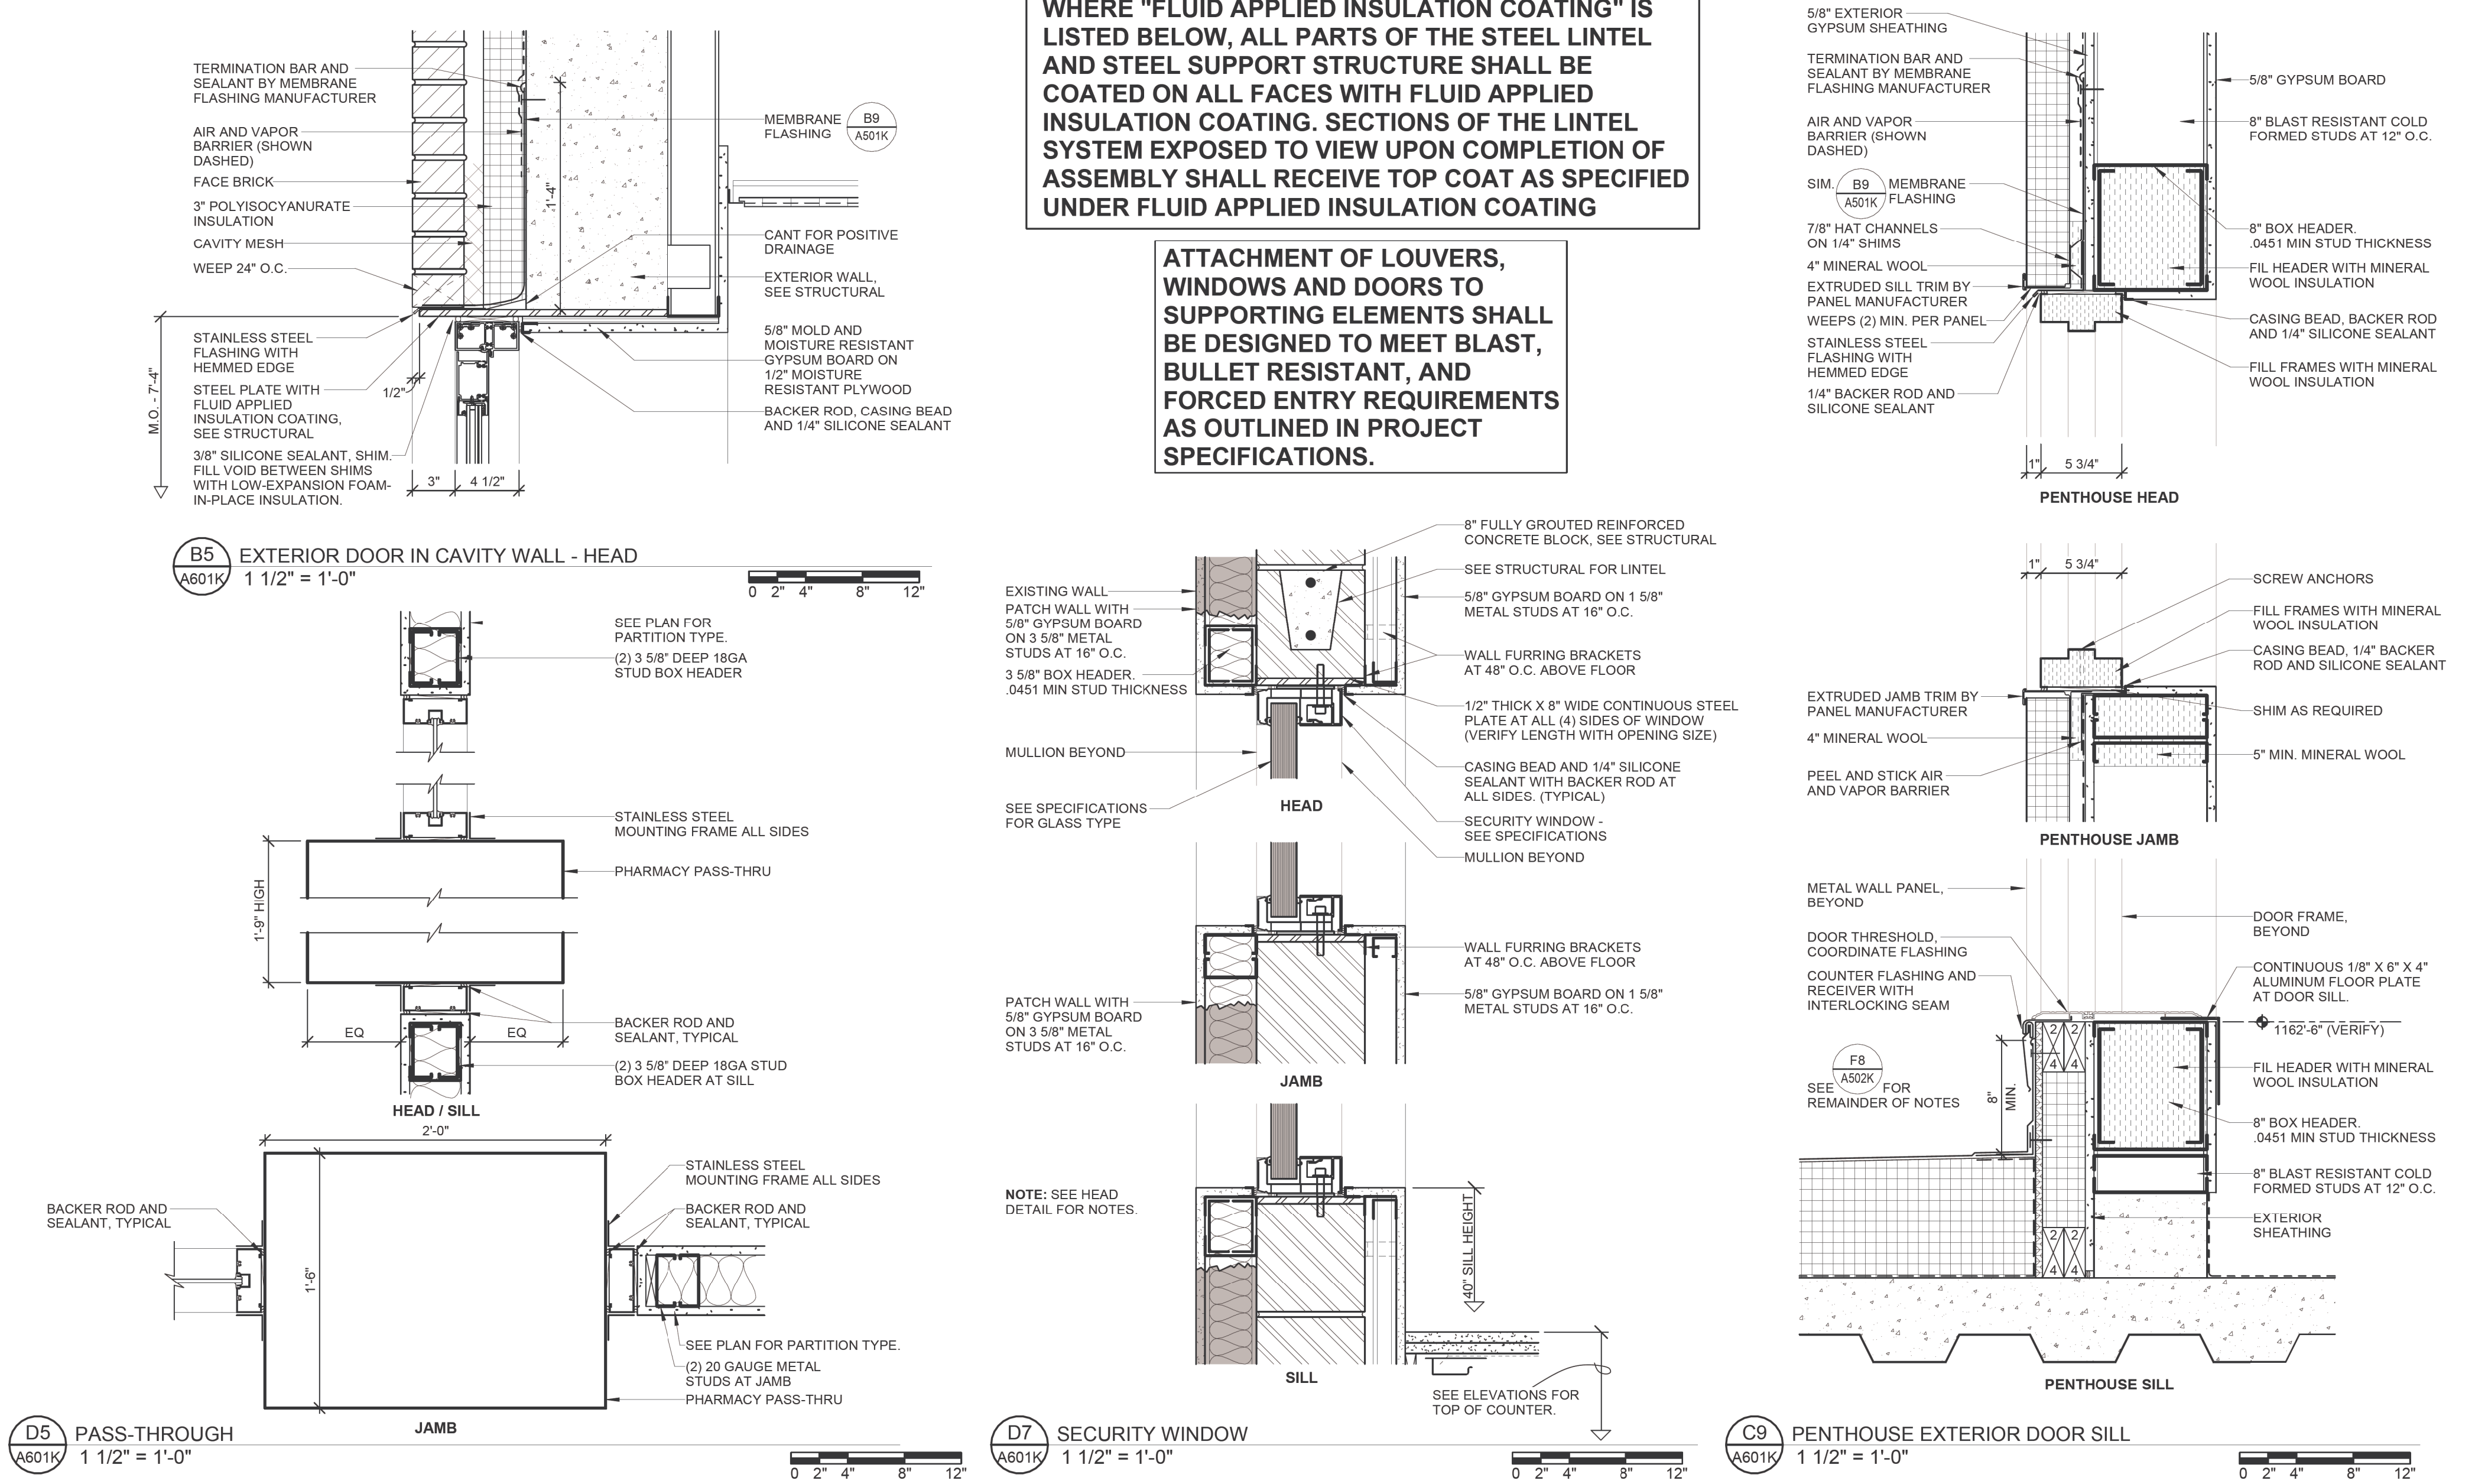 TERMINATION BAR AND
SEALANT BY MEMBRANE
FLASHING MANUFACTURER
AIR AND VAPOR
BARRIER (SHOWN
DASHED)
FACE BRICK
3" POLYISOCYANURATE
INSULATION
CAVITY MESH
WEEP 24" O.C.
M.O. - 7'-4"
STAINLESS STEEL
FLASHING WITH
HEMMED EDGE
STEEL PLATE WITH
FLUID APPLIED
INSULATION COATING,
SEE STRUCTURAL
3/8" SILICONE SEALANT, SHIM.
FILL VOID BETWEEN SHIMS
WITH LOW-EXPANSION FOAM-
IN-PLACE INSULATION.
1/2"
3"
4 1/2"
1'-4"
MEMBRANE
FLASHING
B9
A501K
CANT FOR POSITIVE
DRAINAGE
EXTERIOR WALL,
SEE STRUCTURAL
5/8" MOLD AND
MOISTURE RESISTANT
GYPSUM BOARD ON
1/2" MOISTURE
RESISTANT PLYWOOD
BACKER ROD, CASING BEAD
AND 1/4" SILICONE SEALANT
B5
A601K
EXTERIOR DOOR IN CAVITY WALL - HEAD
1 1/2" = 1'-0"
0 2" 4" 8" 12"
WHERE "FLUID APPLIED INSULATION COATING" IS
LISTED BELOW, ALL PARTS OF THE STEEL LINTEL
AND STEEL SUPPORT STRUCTURE SHALL BE
COATED ON ALL FACES WITH FLUID APPLIED
INSULATION COATING. SECTIONS OF THE LINTEL
SYSTEM EXPOSED TO VIEW UPON COMPLETION OF
ASSEMBLY SHALL RECEIVE TOP COAT AS SPECIFIED
UNDER FLUID APPLIED INSULATION COATING
ATTACHMENT OF LOUVERS,
WINDOWS AND DOORS TO
SUPPORTING ELEMENTS SHALL
BE DESIGNED TO MEET BLAST,
BULLET RESISTANT, AND
FORCED ENTRY REQUIREMENTS
AS OUTLINED IN PROJECT
SPECIFICATIONS.
5/8" EXTERIOR
GYPSUM SHEATHING
TERMINATION BAR AND
SEALANT BY MEMBRANE
FLASHING MANUFACTURER
AIR AND VAPOR
BARRIER (SHOWN
DASHED)
SIM.
B9
A501K
MEMBRANE
FLASHING
7/8" HAT CHANNELS
ON 1/4" SHIMS
4" MINERAL WOOL
EXTRUDED SILL TRIM BY
PANEL MANUFACTURER
WEEPS (2) MIN. PER PANEL
STAINLESS STEEL
FLASHING WITH
HEMMED EDGE
1/4" BACKER ROD AND
SILICONE SEALANT
5/8" GYPSUM BOARD
8" BLAST RESISTANT COLD
FORMED STUDS AT 12" O.C.
8" BOX HEADER.
.0451 MIN STUD THICKNESS
FIL HEADER WITH MINERAL
WOOL INSULATION
CASING BEAD, BACKER ROD
AND 1/4" SILICONE SEALANT
FILL FRAMES WITH MINERAL
WOOL INSULATION
1"
5 3/4"
PENTHOUSE HEAD
SEE PLAN FOR
PARTITION TYPE.
(2) 3 5/8" DEEP 18GA
STUD BOX HEADER
STAINLESS STEEL
MOUNTING FRAME ALL SIDES
PHARMACY PASS-THRU
1'-9" HIGH
BACKER ROD AND
SEALANT, TYPICAL
EQ
EQ
(2) 3 5/8" DEEP 18GA STUD
BOX HEADER AT SILL
HEAD / SILL
2'-0"
1'-6"
STAINLESS STEEL
MOUNTING FRAME ALL SIDES
BACKER ROD AND
SEALANT, TYPICAL
BACKER ROD AND
SEALANT, TYPICAL
SEE PLAN FOR PARTITION TYPE.
(2) 20 GAUGE METAL
STUDS AT JAMB
PHARMACY PASS-THRU
JAMB
D5
A601K
PASS-THROUGH
1 1/2" = 1'-0"
0 2" 4" 8" 12"
EXISTING WALL
PATCH WALL WITH
5/8" GYPSUM BOARD
ON 3 5/8" METAL
STUDS AT 16" O.C.
3 5/8" BOX HEADER.
.0451 MIN STUD THICKNESS
MULLION BEYOND
SEE SPECIFICATIONS
FOR GLASS TYPE
8" FULLY GROUTED REINFORCED
CONCRETE BLOCK, SEE STRUCTURAL
SEE STRUCTURAL FOR LINTEL
5/8" GYPSUM BOARD ON 1 5/8"
METAL STUDS AT 16" O.C.
WALL FURRING BRACKETS
AT 48" O.C. ABOVE FLOOR
1/2" THICK X 8" WIDE CONTINUOUS STEEL
PLATE AT ALL (4) SIDES OF WINDOW
(VERIFY LENGTH WITH OPENING SIZE)
CASING BEAD AND 1/4" SILICONE
SEALANT WITH BACKER ROD AT
ALL SIDES. (TYPICAL)
SECURITY WINDOW -
SEE SPECIFICATIONS
MULLION BEYOND
HEAD
PATCH WALL WITH
5/8" GYPSUM BOARD
ON 3 5/8" METAL
STUDS AT 16" O.C.
WALL FURRING BRACKETS
AT 48" O.C. ABOVE FLOOR
5/8" GYPSUM BOARD ON 1 5/8"
METAL STUDS AT 16" O.C.
JAMB
NOTE: SEE HEAD
DETAIL FOR NOTES.
40" SILL HEIGHT
SEE ELEVATIONS FOR
TOP OF COUNTER.
SILL
D7
A601K
SECURITY WINDOW
1 1/2" = 1'-0"
0 2" 4" 8" 12"
1"
5 3/4"
EXTRUDED JAMB TRIM BY
PANEL MANUFACTURER
4" MINERAL WOOL
PEEL AND STICK AIR
AND VAPOR BARRIER
SCREW ANCHORS
FILL FRAMES WITH MINERAL
WOOL INSULATION
CASING BEAD, 1/4" BACKER
ROD AND SILICONE SEALANT
SHIM AS REQUIRED
5" MIN. MINERAL WOOL
PENTHOUSE JAMB
METAL WALL PANEL,
BEYOND
DOOR THRESHOLD,
COORDINATE FLASHING
COUNTER FLASHING AND
RECEIVER WITH
INTERLOCKING SEAM
F8
A502K
SEE FOR
REMAINDER OF NOTES
8"
MIN.
2 2
4 4
2 2
4 4
DOOR FRAME,
BEYOND
CONTINUOUS 1/8" X 6" X 4"
ALUMINUM FLOOR PLATE
AT DOOR SILL.
1162'-6" (VERIFY)
FIL HEADER WITH MINERAL
WOOL INSULATION
8" BOX HEADER.
.0451 MIN STUD THICKNESS
8" BLAST RESISTANT COLD
FORMED STUDS AT 12" O.C.
EXTERIOR
SHEATHING
PENTHOUSE SILL
C9
A601K
PENTHOUSE EXTERIOR DOOR SILL
1 1/2" = 1'-0"
0 2" 4" 8" 12"